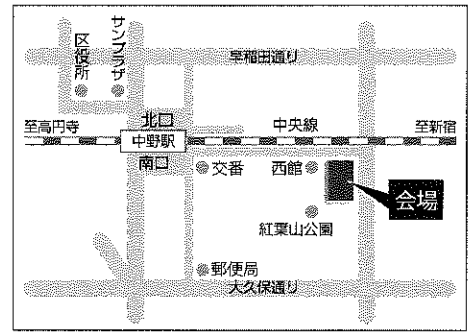 サンプラザ
区役所
早稲田通り
北口
至高円寺
中央線
至新宿
中野駅
南口
交番
西館
会場
紅葉山公園
郵便局
大久保通り